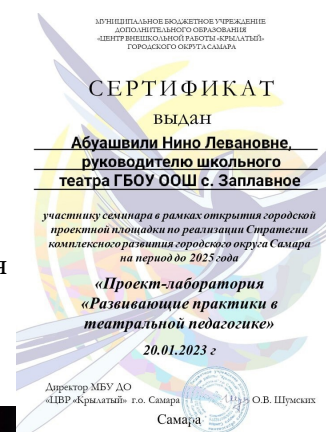 МУНИЦИПАЛЬНОЕ БЮДЖЕТНОЕ УЧРЕЖДЕНИЕ
ДОПОЛНИТЕЛЬНОГО ОБРАЗОВАНИЯ
«ЦЕНТР ВНЕШКОЛЬНОЙ РАБОТЫ «КРЫЛАТЫЙ»
ГОРОДСКОГО ОКРУГА САМАРА
СЕРТИФИКАТ
выдан
Абуашвили Нино Левановне,
руководителю школьного
театра ГБОУ ООШ с. Заплавное
участнику семинара в рамках открытия городской
проектной площадки по реализации Стратегии
комплексного развития городского округа Самара
на период до 2025 года
я
«Проект-лаборатория
«Развивающие практики в
театральной педагогике»
20.01.2023 г
Директор МБУ ДО
«ЦВР «Крылатый» г.о. Самара О.В. Шумских
Самара